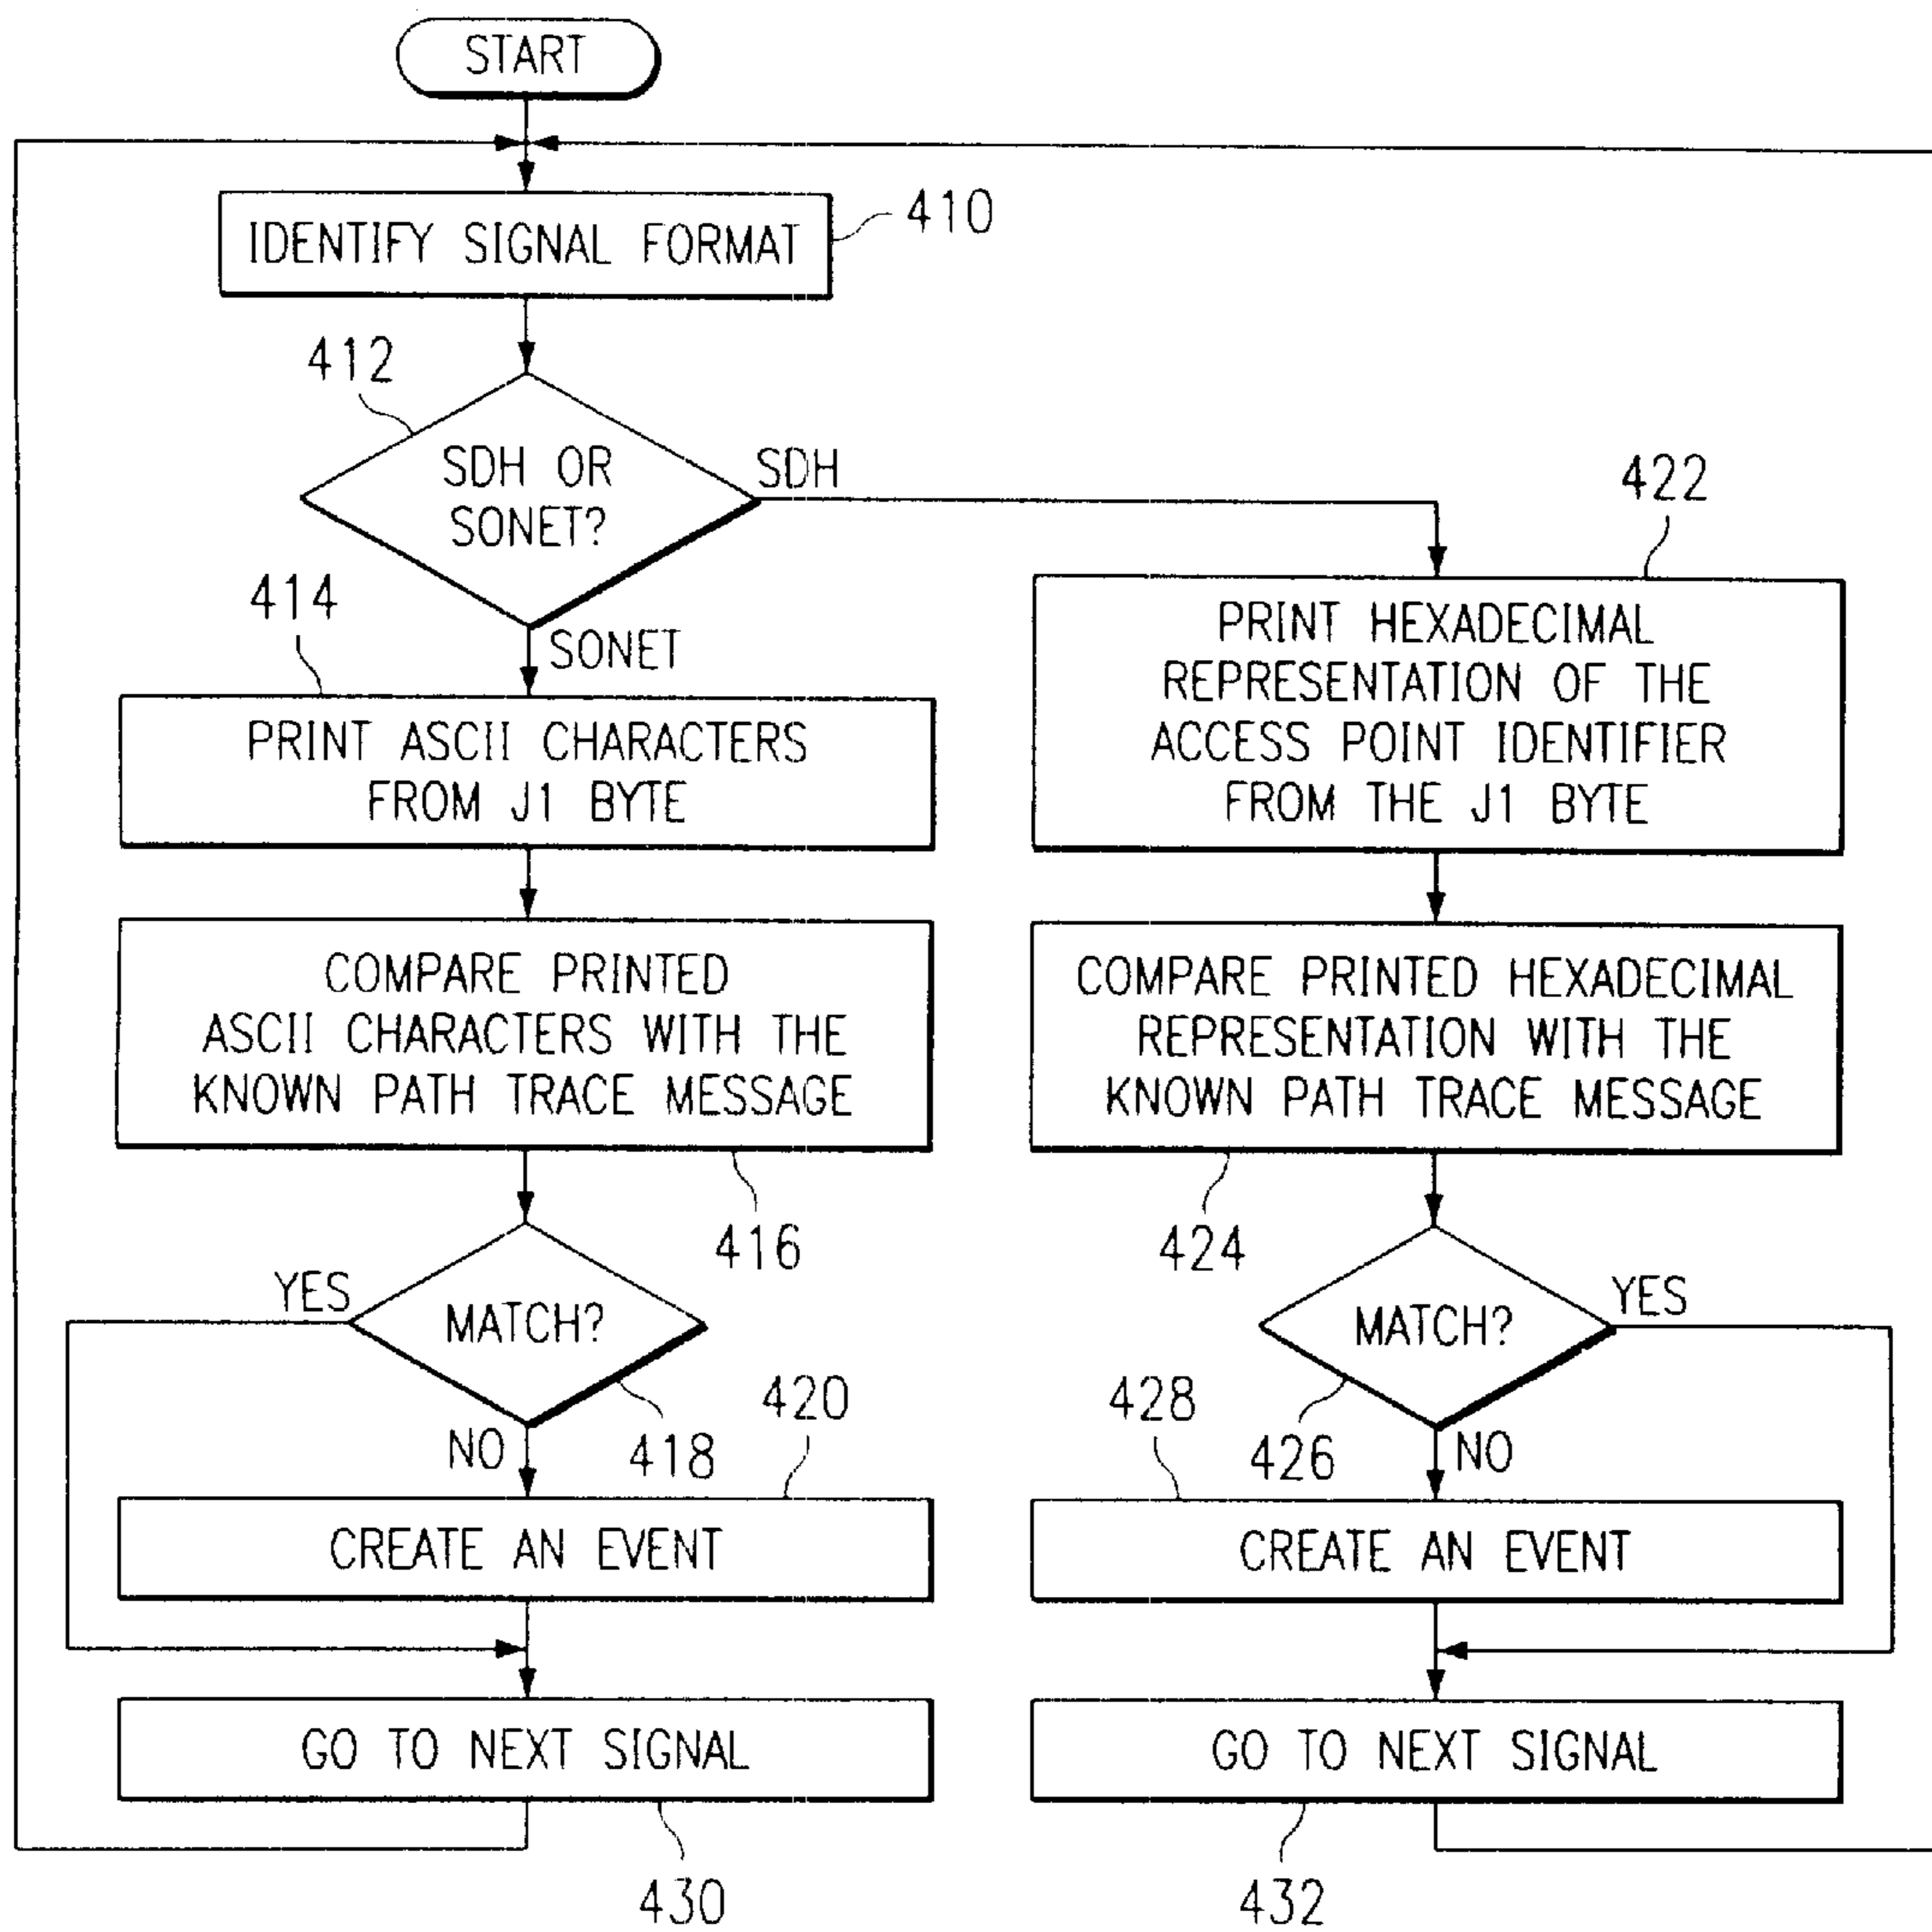 START
IDENTIFY SIGNAL FORMAT
410
412
SDH OR
SONET?
SDH
SONET
414
PRINT ASCII CHARACTERS
FROM J1 BYTE
COMPARE PRINTED
ASCII CHARACTERS WITH THE
KNOWN PATH TRACE MESSAGE
416
YES
MATCH?
418
NO
420
CREATE AN EVENT
GO TO NEXT SIGNAL
430
422
PRINT HEXADECIMAL
REPRESENTATION OF THE
ACCESS POINT IDENTIFIER
FROM THE J1 BYTE
COMPARE PRINTED HEXADECIMAL
REPRESENTATION WITH THE
KNOWN PATH TRACE MESSAGE
424
MATCH?
YES
426
NO
428
CREATE AN EVENT
GO TO NEXT SIGNAL
432